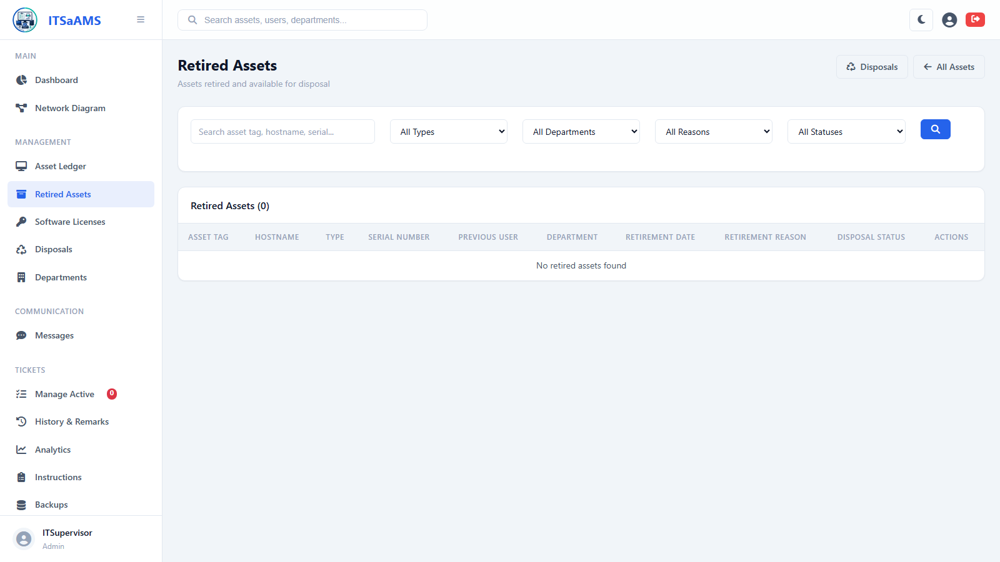 ITSaAMS
Search assets, users, departments...
MAIN
Dashboard
Network Diagram
MANAGEMENT
Asset Ledger
Retired Assets
Software Licenses
Disposals
Departments
COMMUNICATION
Messages
TICKETS
Manage Active 0
History & Remarks
Analytics
Instructions
Backups
ITSupervisor
Admin
Retired Assets
Assets retired and available for disposal
Disposals
All Assets
Search asset tag, hostname, serial...
All Types
All Departments
All Reasons
All Statuses
Retired Assets (0)
ASSET TAG HOSTNAME TYPE SERIAL NUMBER PREVIOUS USER DEPARTMENT RETIREMENT DATE RETIREMENT REASON DISPOSAL STATUS ACTIONS
No retired assets found